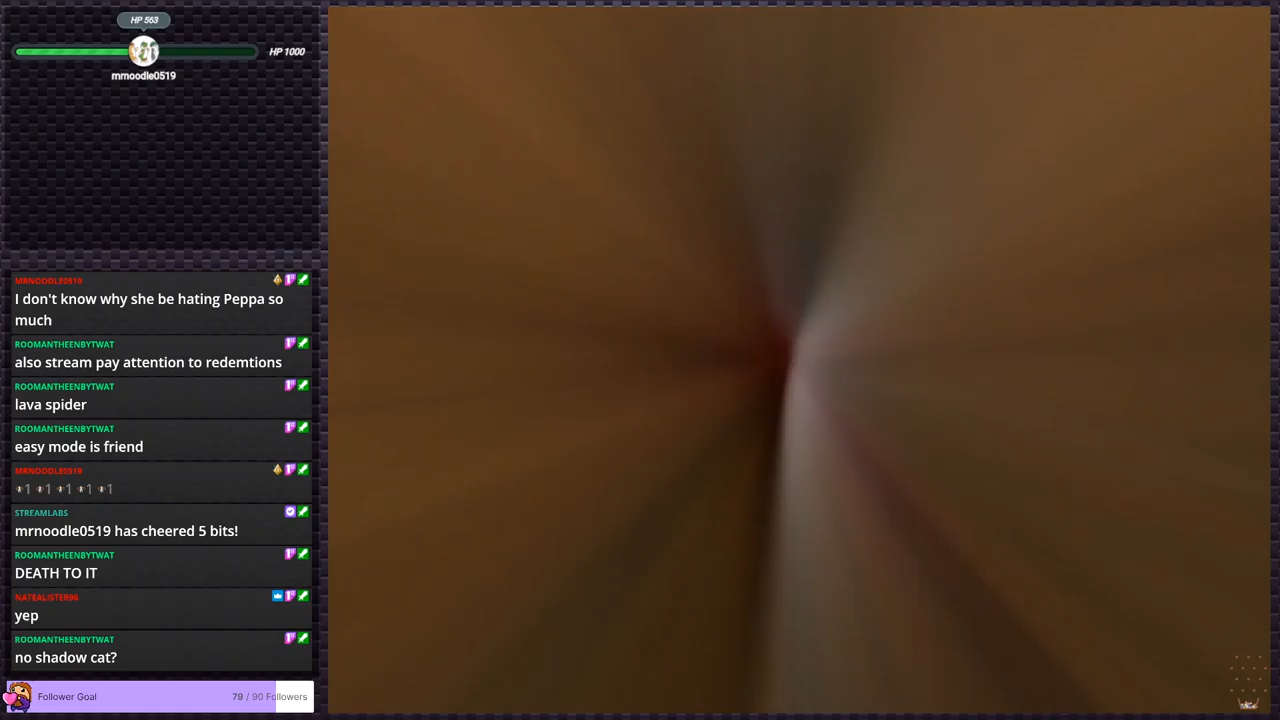 HP 563
HP 1000
mrnoodle0519
MRNOODLE0519
I don't know why she be hating Peppa so
much
ROOMANTHEENBYTWAT
also stream pay attention to redemtions
ROOMANTHEENBYTWAT
lava spider
ROOMANTHEENBYTWAT
easy mode is friend
MRNOODLE0519
1 1 1 1 1
STREAMLABS
mrnoodle0519 has cheered 5 bits!
ROOMANTHEENBYTWAT
DEATH TO IT
NATEALISTER96
yep
ROOMANTHEENBYTWAT
no shadow cat?
Follower Goal
79 / 90 Followers